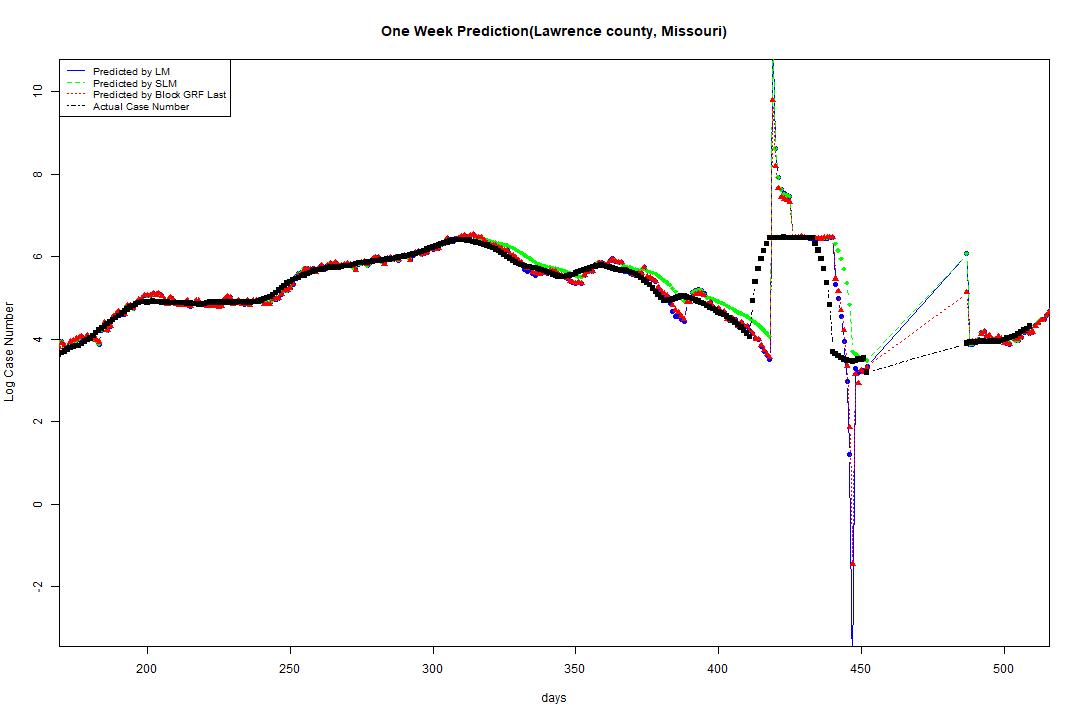 One Week Prediction(Lawrence county, Missouri)
Predicted by LM
Predicted by SLM
Predicted by Block GRF Last
Actual Case Number
10
8
6
4
2
0
-2
Log Case Number
200 250 300 350 400 450 500
days